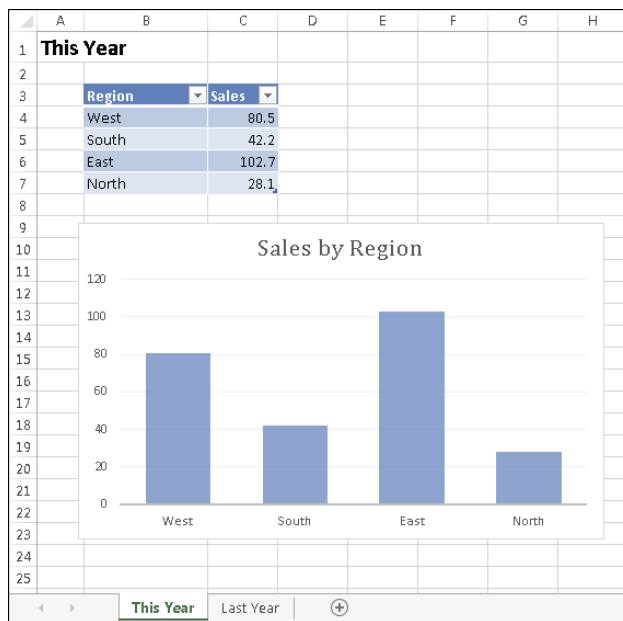 A B C D E F G H
1 This Year
2
3 Region Sales
4 West 80.5
5 South 42.2
6 East 102.7
7 North 28.1
8
9
10 Sales by Region
11 120
12
13 100
14
15 80
16
17 60
18 40
19
20 20
21
22 0
23 West South East North
24
25
This Year Last Year